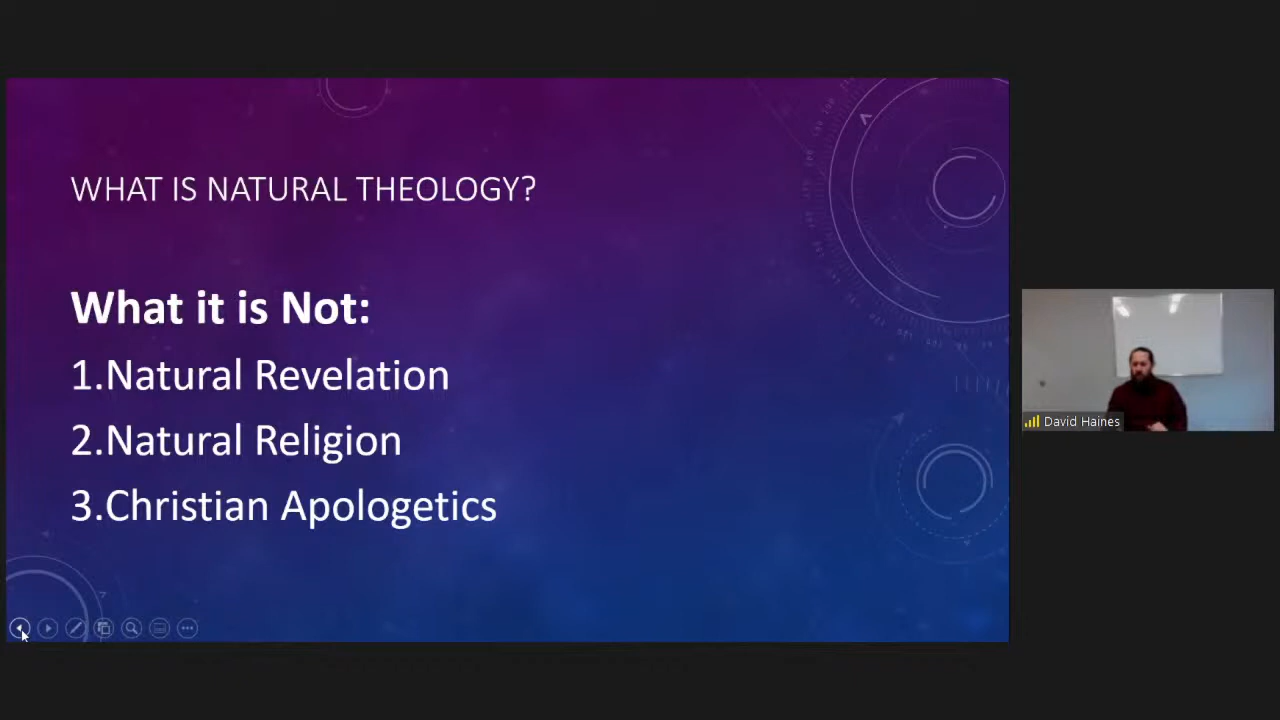 WHAT IS NATURAL THEOLOGY?
What it is Not:
1.Natural Revelation
2.Natural Religion
3.Christian Apologetics
David Haines